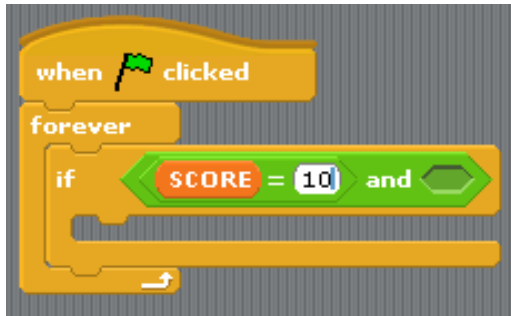 when clicked
forever
if SCORE = 10 and